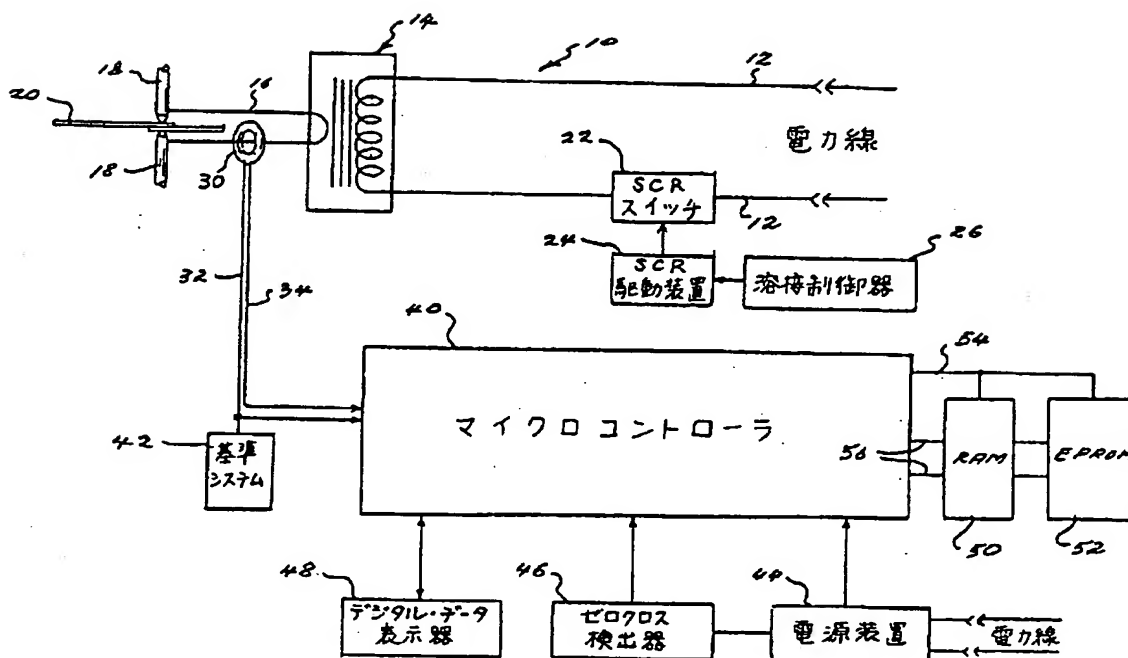 14
10
18
16
12
20
電力線
22
18
30
SCR
スイッチ
12
24
26
SCR
駆動装置
溶接制御器
32
34
40
54
マイクロコントローラ
42
基準
システム
56
RAM
EPROM
50
52
48
46
44
デジタル・データ
表示器
ゼロクロス
検出器
電源装置
電力線